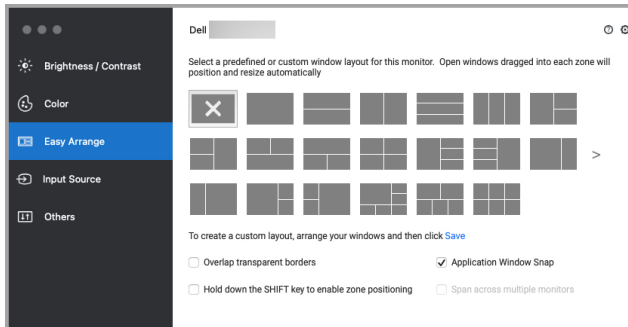 Dell
Brightness / Contrast
Color
Easy Arrange
Input Source
Others
Select a predefined or custom window layout for this monitor. Open windows dragged into each zone will
position and resize automatically
To create a custom layout, arrange your windows and then click Save
Overlap transparent borders
Application Window Snap
Hold down the SHIFT key to enable zone positioning
Span across multiple monitors